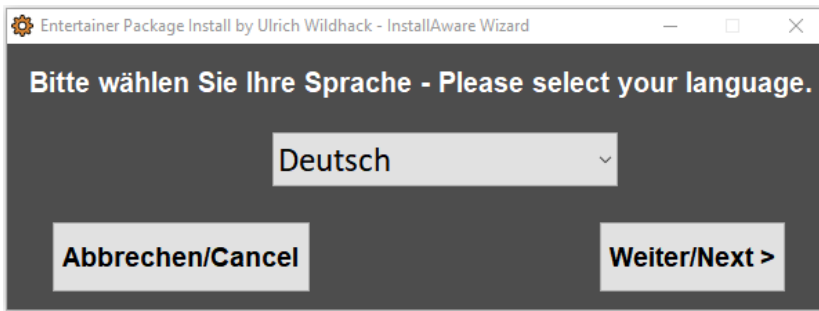 Entertainer Package Install by Ulrich Wildhack - InstallAware Wizard
Bitte wählen Sie Ihre Sprache - Please select your language.
Deutsch
Abbrechen/Cancel
Weiter/Next >